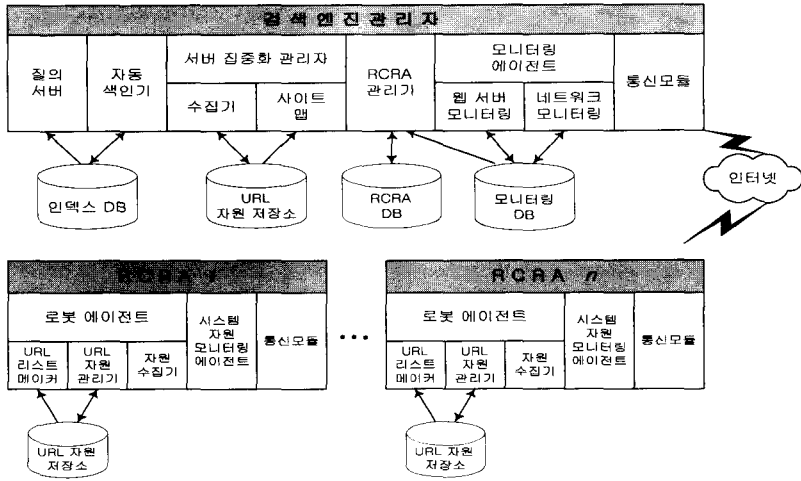 검색엔진관리자
질의
서버
자동
색인기
서버 집중화 관리자
수집기
사이트
맵
RCRA
관리기
모니터링
에이전트
웹 서버
모니터링
네트워크
모니터링
통신모듈
인덱스 DB
URL
자원 저장소
RCRA
DB
모니터링
DB
인터넷
RCRA 1
로봇 에이전트
URL
리스트
메이커
URL
자원
관리기
자원
수집기
시스템
자원
모니터링
에이전트
통신모듈
URL 자원
저장소
•••
RCRA n
로봇 에이전트
URL
리스트
메이커
URL
자원
관리기
자원
수집기
시스템
자원
모니터링
에이전트
통신모듈
URL 자원
저장소